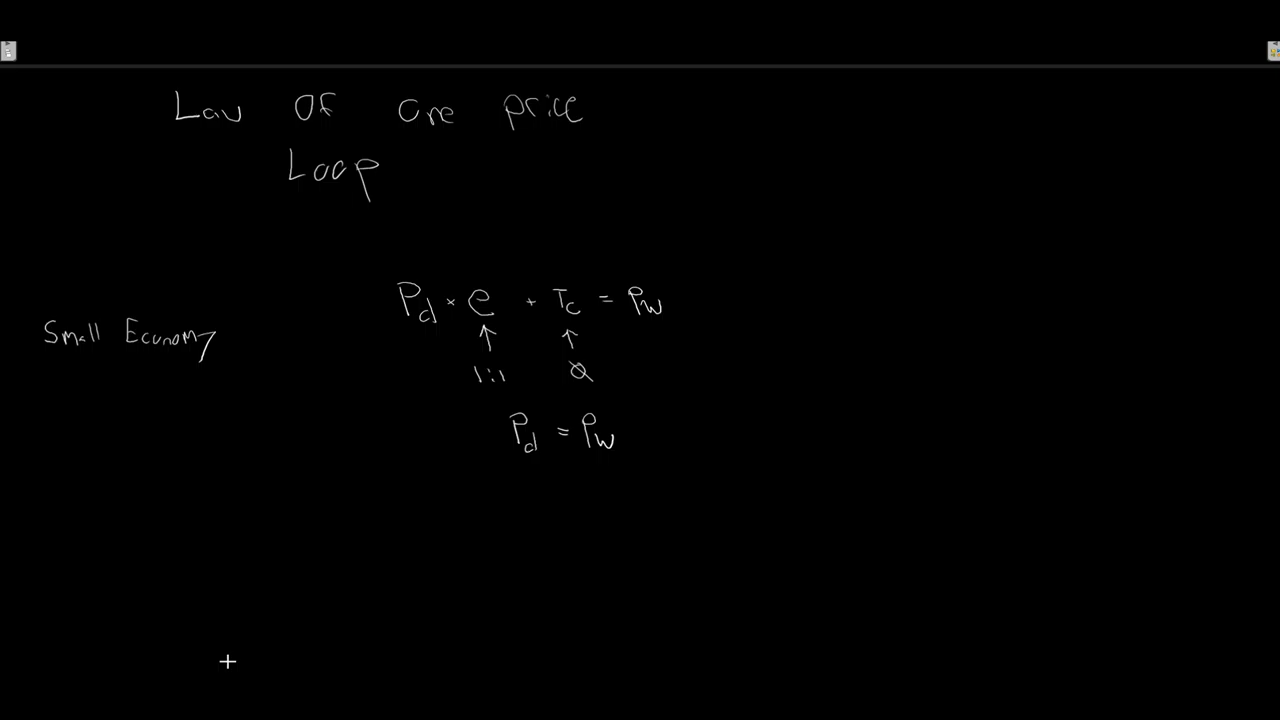 Law Of one price
Loop
Pd × e + Tc = Pw
Small Economy
1:1 Ø
Pd = Pw